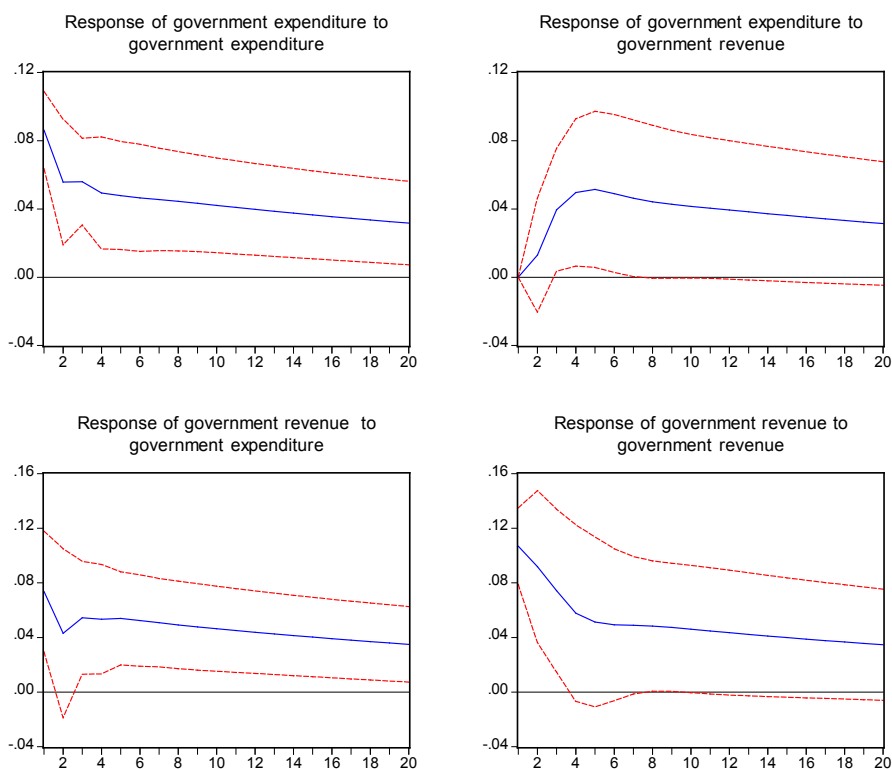 Response of government expenditure to
government expenditure
.12
.08
.04
.00
-.04
2 4 6 8 10 12 14 16 18 20
Response of government expenditure to
government revenue
.12
.08
.04
.00
-.04
2 4 6 8 10 12 14 16 18 20
Response of government revenue to
government expenditure
.16
.12
.08
.04
.00
-.04
2 4 6 8 10 12 14 16 18 20
Response of government revenue to
government revenue
.16
.12
.08
.04
.00
-.04
2 4 6 8 10 12 14 16 18 20